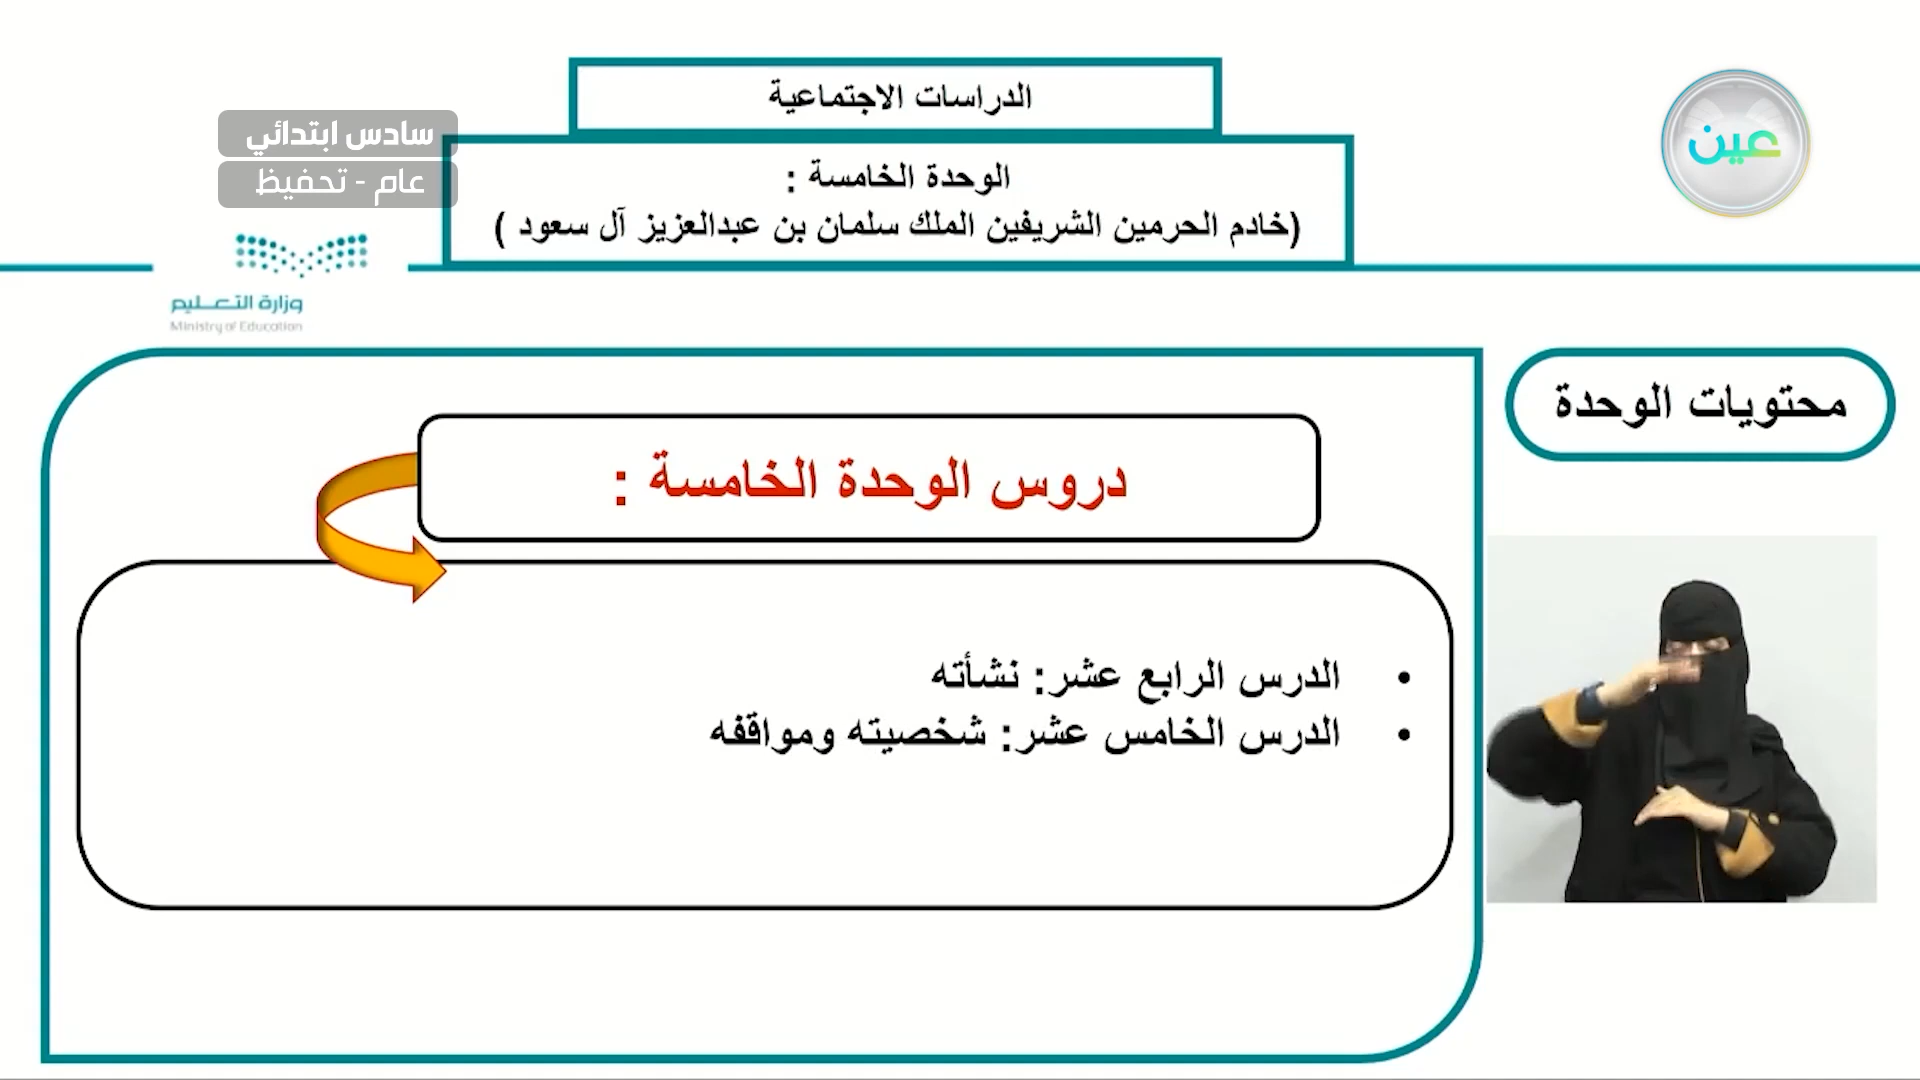 الدراسات الاجتماعية
عين
سادس ابتدائي
عام - تحفيظ
الوحدة الخامسة :
(خادم الحرمين الشريفين الملك سلمان بن عبدالعزيز آل سعود )
وزارة التعليم
Ministry of Education
محتويات الوحدة
دروس الوحدة الخامسة :
• الدرس الرابع عشر: نشأته
• الدرس الخامس عشر: شخصيته ومواقفه